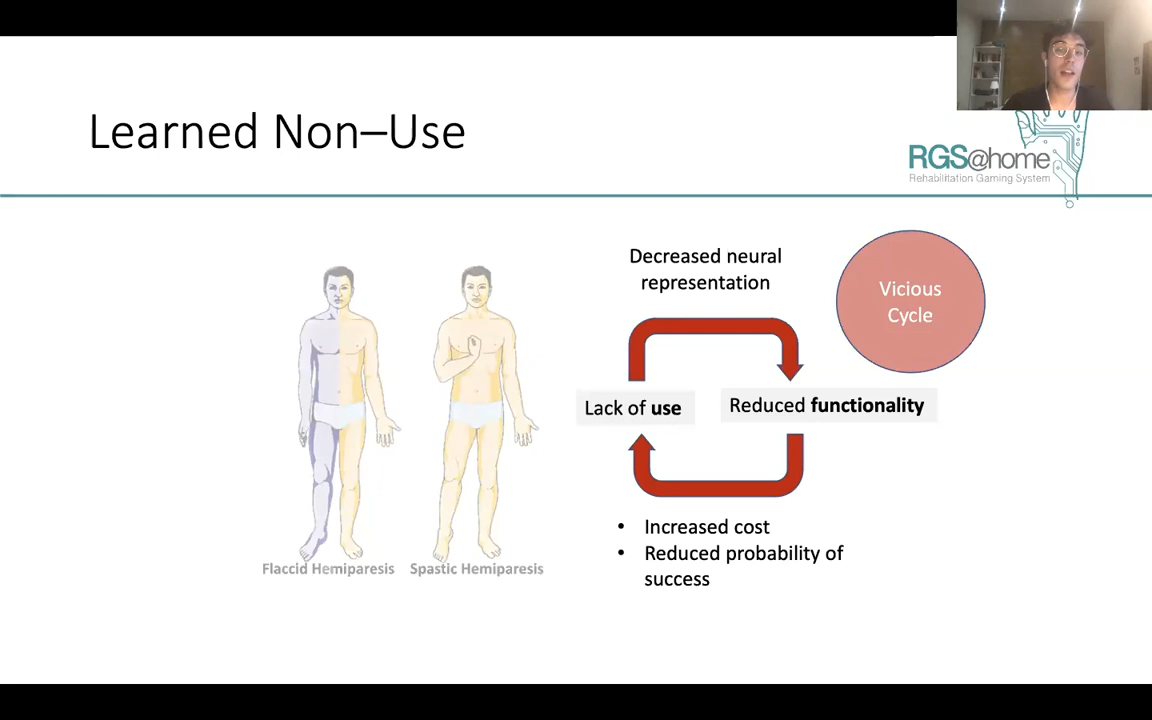 Learned Non–Use
RGS@home
Rehabilitation Gaming System
Decreased neural
representation
Vicious
Cycle
Lack of use
Reduced functionality
• Increased cost
• Reduced probability of
success
Flaccid Hemiparesis
Spastic Hemiparesis